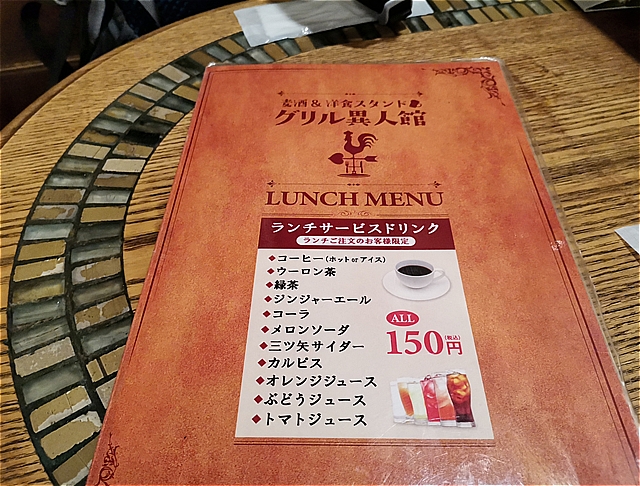 麦酒&洋食スタンド
グリル異人館
LUNCH MENU
ランチサービスドリンク
ランチご注文のお客様限定
◆コーヒー(ホットorアイス)
◆ウーロン茶
◆緑茶
◆ジンジャーエール
◆コーラ
◆メロンソーダ
◆三ツ矢サイダー
◆カルピス
◆オレンジジュース
◆ぶどうジュース
◆トマトジュース
ALL
150円(税込)